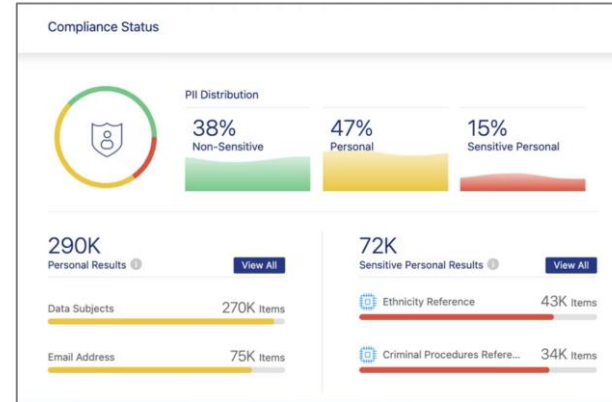 Compliance Status
PII Distribution
38%
Non-Sensitive
47%
Personal
15%
Sensitive Personal
290K
Personal Results
View All
Data Subjects 270K Items
Email Address 75K Items
72K
Sensitive Personal Results
View All
Ethnicity Reference 43K Items
Criminal Procedures Refere... 34K Items